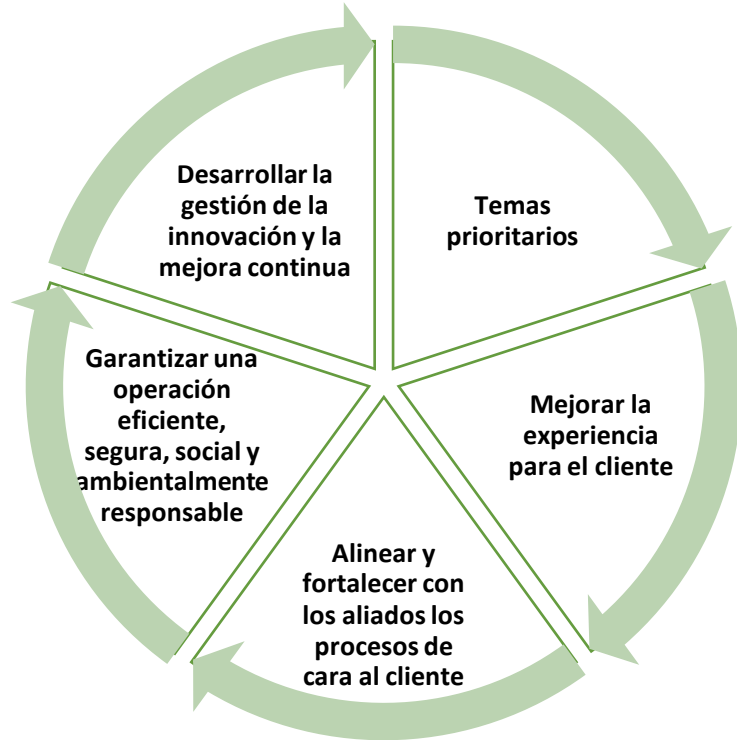 Temas
prioritarios
Mejorar la
experiencia
para el cliente
Alinear y
fortalecer con
los aliados los
procesos de
cara al cliente
Garantizar una
operación
eficiente,
segura, social y
ambientalmente
responsable
Desarrollar la
gestión de la
innovación y la
mejora continua